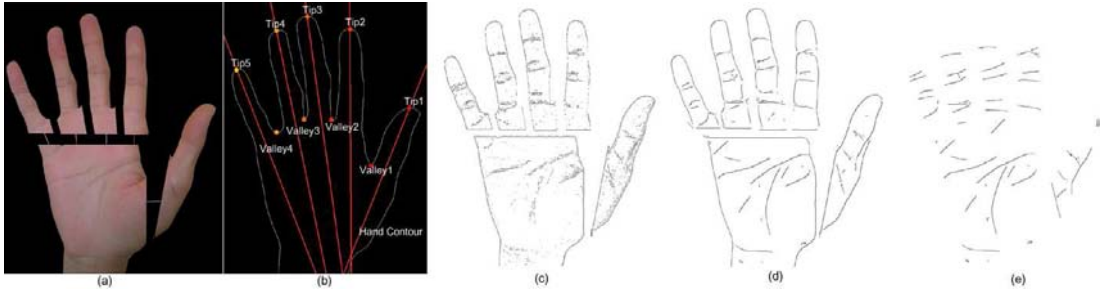 Tip3
Tip4
Tip2
Tip5
Tip1
Valley3
Valley2
Valley4
Valley1
Hand Contour
(a)
(b)
(c)
(d)
(e)